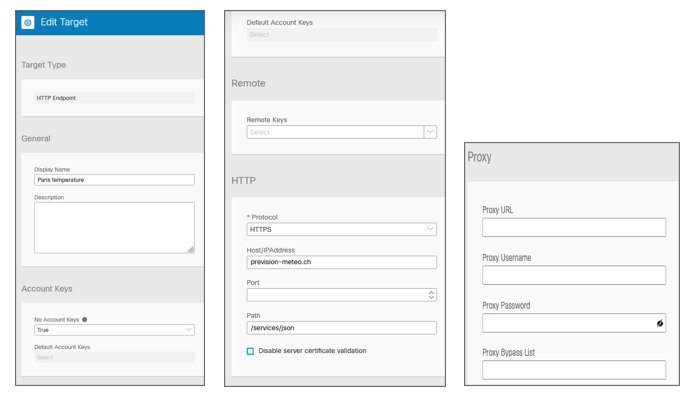 Edit Target
Target Type
HTTP Endpoint
General
Display Name
Paris temperature
Description
Account Keys
No Account Keys
True
Default Account Keys
Select
Default Account Keys
Select
Remote
Remote Keys
Select
HTTP
* Protocol
HTTPS
Host/IPAddress
prevision-meteo.ch
Port
Path
/services/json
Disable server certificate validation
Proxy
Proxy URL
Proxy Username
Proxy Password
Proxy Bypass List